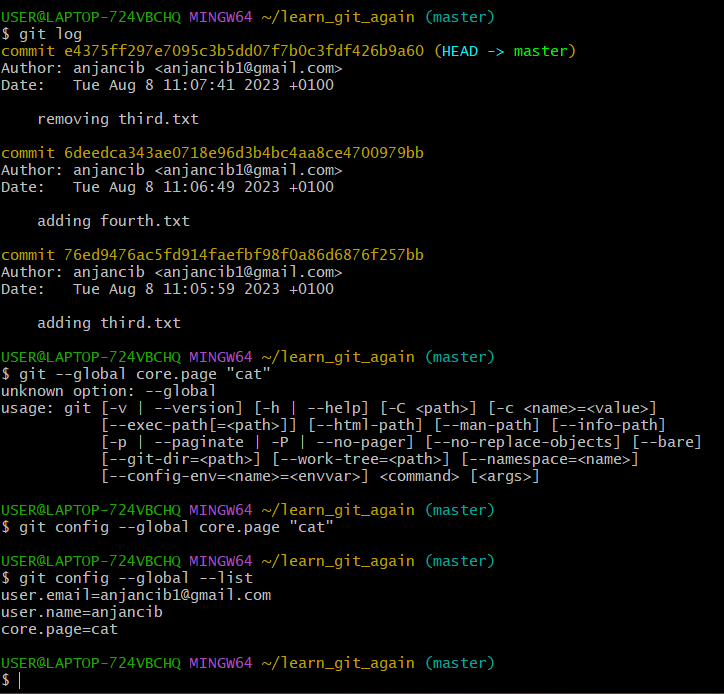 USER@LAPTOP-724VBCHQ MINGW64 ~/learn_git_again (master)
$ git log
commit e4375ff297e7095c3b5dd07f7b0c3fdf426b9a60 (HEAD -> master)
Author: anjancib <anjancib1@gmail.com>
Date:   Tue Aug 8 11:07:41 2023 +0100

    removing third.txt

commit 6deedca343ae0718e96d3b4bc4aa8ce4700979bb
Author: anjancib <anjancib1@gmail.com>
Date:   Tue Aug 8 11:06:49 2023 +0100

    adding fourth.txt

commit 76ed9476ac5fd914faefbf98f0a86d6876f257bb
Author: anjancib <anjancib1@gmail.com>
Date:   Tue Aug 8 11:05:59 2023 +0100

    adding third.txt

USER@LAPTOP-724VBCHQ MINGW64 ~/learn_git_again (master)
$ git --global core.page "cat"
unknown option: --global
usage: git [-v | --version] [-h | --help] [-C <path>] [-c <name>=<value>]
           [--exec-path[=<path>]] [--html-path] [--man-path] [--info-path]
           [-p | --paginate | -P | --no-pager] [--no-replace-objects] [--bare]
           [--git-dir=<path>] [--work-tree=<path>] [--namespace=<name>]
           [--config-env=<name>=<envvar>] <command> [<args>]

USER@LAPTOP-724VBCHQ MINGW64 ~/learn_git_again (master)
$ git config --global core.page "cat"

USER@LAPTOP-724VBCHQ MINGW64 ~/learn_git_again (master)
$ git config --global --list
user.email=anjancib1@gmail.com
user.name=anjancib
core.page=cat

USER@LAPTOP-724VBCHQ MINGW64 ~/learn_git_again (master)
$